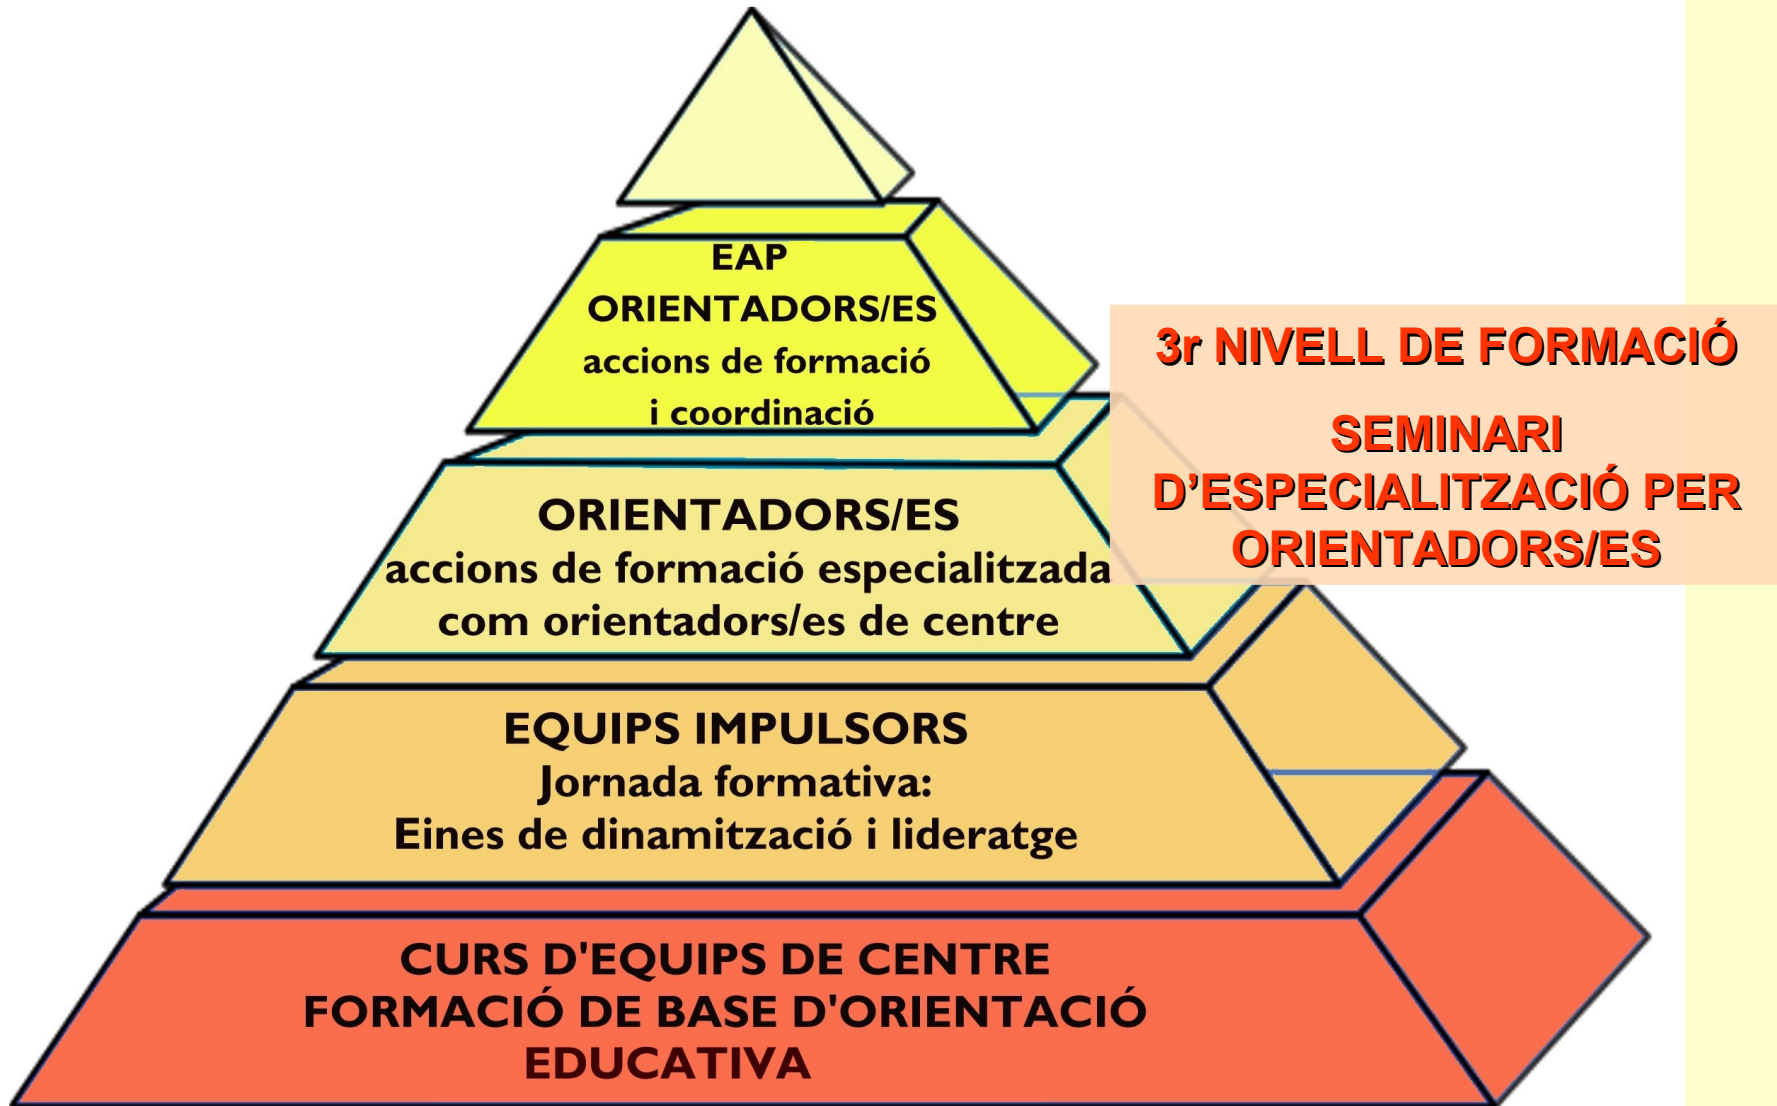 EAP
ORIENTADORS/ES
accions de formació
i coordinació
3r NIVELL DE FORMACIÓ
SEMINARI
D’ESPECIALITZACIÓ PER
ORIENTADORS/ES
ORIENTADORS/ES
accions de formació especialitzada
com orientadors/es de centre
EQUIPS IMPULSORS
Jornada formativa:
Eines de dinamització i lideratge
CURS D'EQUIPS DE CENTRE
FORMACIÓ DE BASE D'ORIENTACIÓ
EDUCATIVA